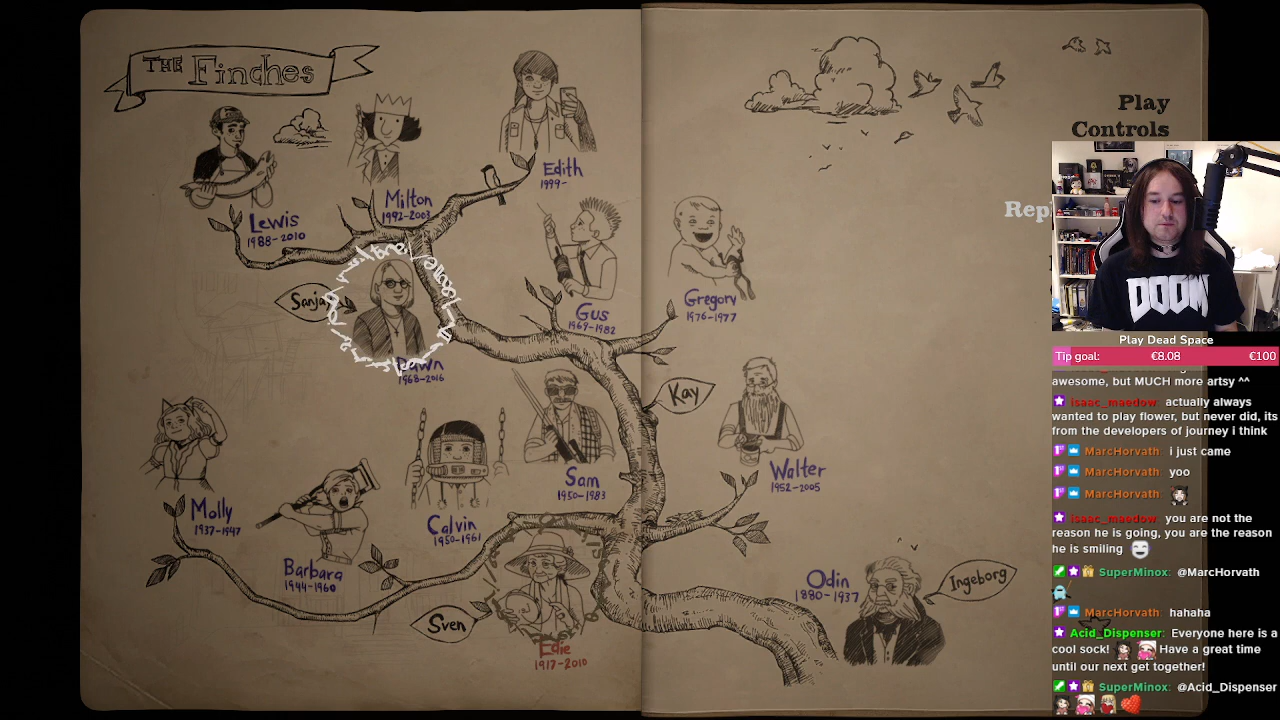 THE Finches
Play
Controls
Rep
Edith
1999-
Milton
1992-2003
Lewis
1988-2010
Sanjay
Gus
1969-1982
Gregory
1976-1977
Dawn
1968-2016
Kay
Sam
1950-1983
Walter
1952-2005
Molly
1937-1947
Calvin
1950-1961
Barbara
1944-1960
Odin
1880-1937
Ingeborg
Sven
Edie
1917-2010
DOOM
Play Dead Space
Tip goal: €8.08 €100
awesome, but MUCH more artsy ^^
isaac_maedow: actually always
wanted to play flower, but never did, its
from the developers of journey i think
MarcHorvath: i just came
MarcHorvath: yoo
MarcHorvath:
isaac_maedow: you are not the
reason he is going, you are the reason
he is smiling
SuperMinox: @MarcHorvath
MarcHorvath: hahaha
Acid_Dispenser: Everyone here is a
cool sock! Have a great time
until our next get together!
SuperMinox: @Acid_Dispenser